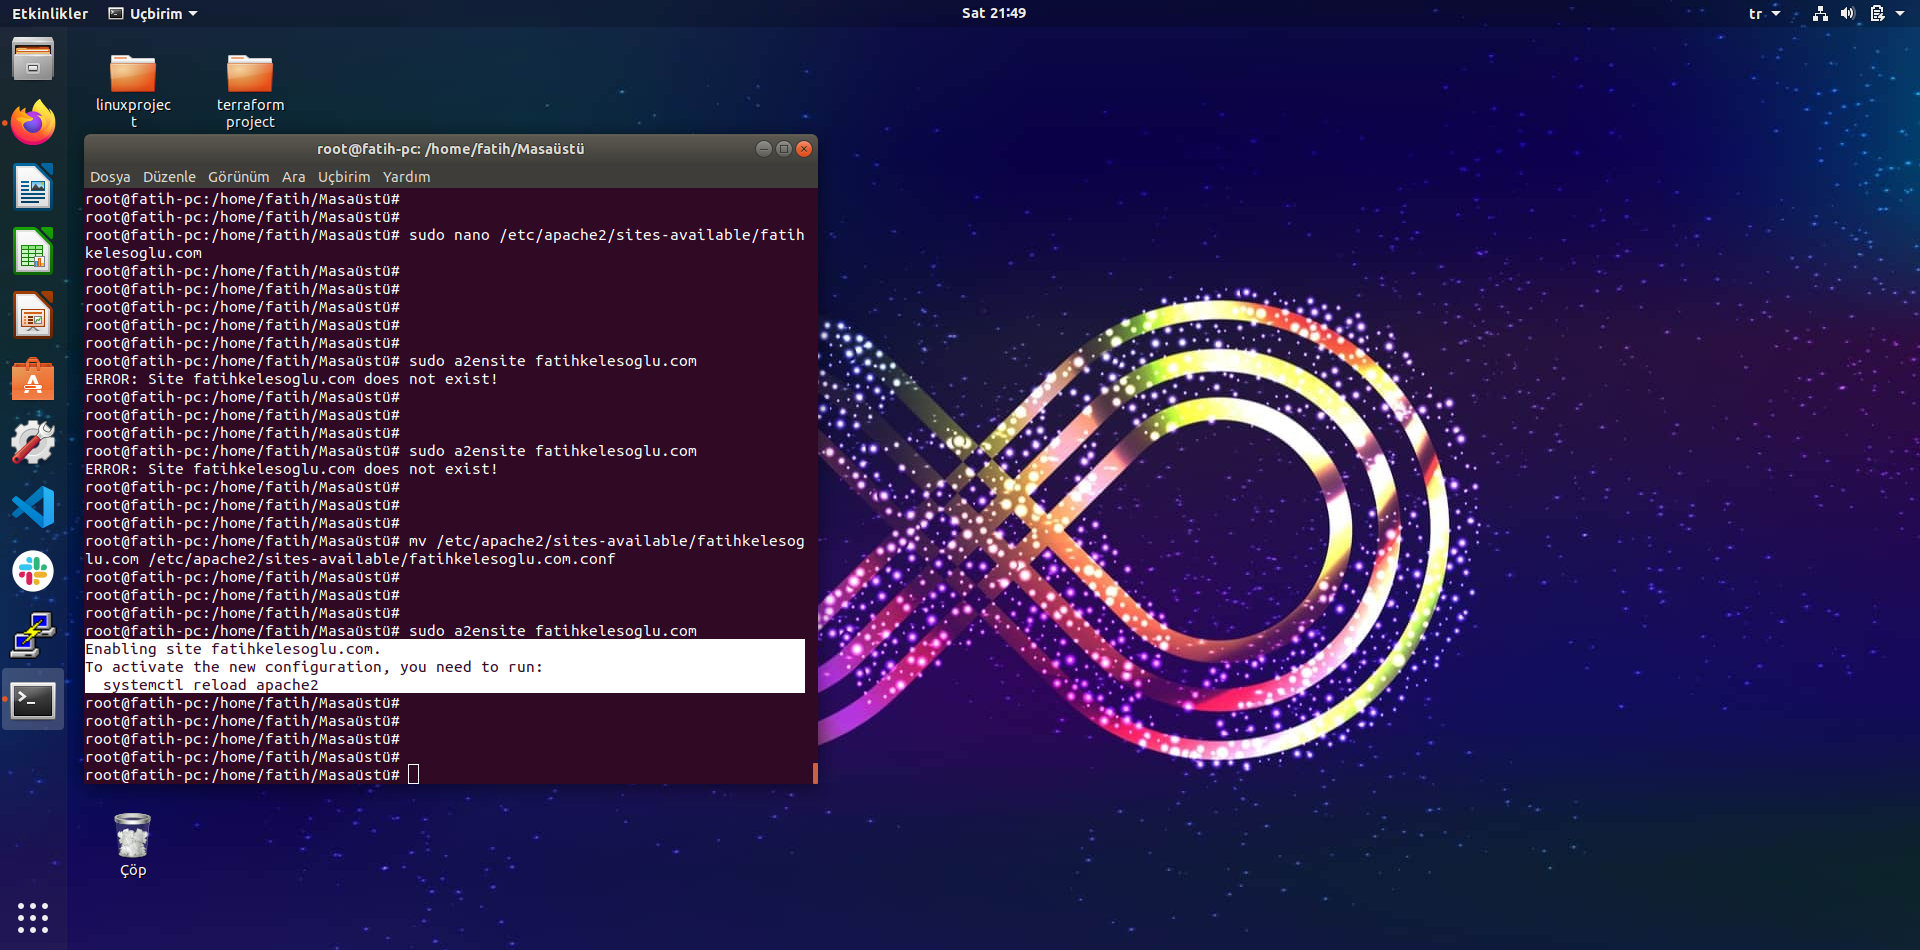 Etkinlikler
Uçbirim
Sat 21:49
tr
linuxprojec
t
terraform
project
root@fatih-pc: /home/fatih/Masaüstü
Dosya Düzenle Görünüm Ara Uçbirim Yardım
root@fatih-pc:/home/fatih/Masaüstü#
root@fatih-pc:/home/fatih/Masaüstü#
root@fatih-pc:/home/fatih/Masaüstü# sudo nano /etc/apache2/sites-available/fatih
kelesoglu.com
root@fatih-pc:/home/fatih/Masaüstü#
root@fatih-pc:/home/fatih/Masaüstü#
root@fatih-pc:/home/fatih/Masaüstü#
root@fatih-pc:/home/fatih/Masaüstü#
root@fatih-pc:/home/fatih/Masaüstü#
root@fatih-pc:/home/fatih/Masaüstü# sudo a2ensite fatihkelesoglu.com
ERROR: Site fatihkelesoglu.com does not exist!
root@fatih-pc:/home/fatih/Masaüstü#
root@fatih-pc:/home/fatih/Masaüstü#
root@fatih-pc:/home/fatih/Masaüstü#
root@fatih-pc:/home/fatih/Masaüstü# sudo a2ensite fatihkelesoglu.com
ERROR: Site fatihkelesoglu.com does not exist!
root@fatih-pc:/home/fatih/Masaüstü#
root@fatih-pc:/home/fatih/Masaüstü#
root@fatih-pc:/home/fatih/Masaüstü#
root@fatih-pc:/home/fatih/Masaüstü# mv /etc/apache2/sites-available/fatihkelesog
lu.com /etc/apache2/sites-available/fatihkelesoglu.com.conf
root@fatih-pc:/home/fatih/Masaüstü#
root@fatih-pc:/home/fatih/Masaüstü#
root@fatih-pc:/home/fatih/Masaüstü#
root@fatih-pc:/home/fatih/Masaüstü# sudo a2ensite fatihkelesoglu.com
Enabling site fatihkelesoglu.com.
To activate the new configuration, you need to run:
  systemctl reload apache2
root@fatih-pc:/home/fatih/Masaüstü#
root@fatih-pc:/home/fatih/Masaüstü#
root@fatih-pc:/home/fatih/Masaüstü#
root@fatih-pc:/home/fatih/Masaüstü#
root@fatih-pc:/home/fatih/Masaüstü#
Çöp